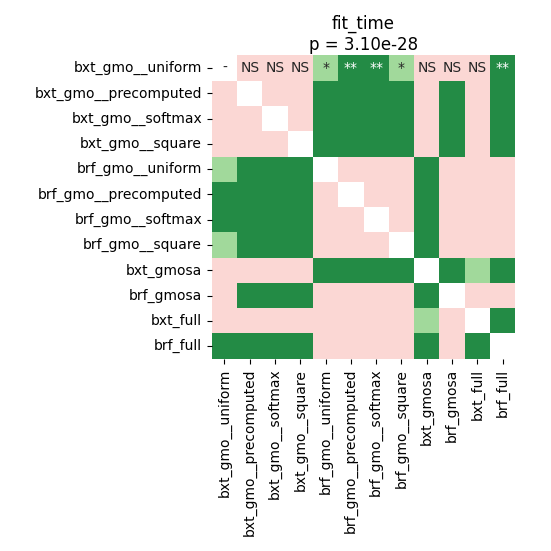 fit_time
p = 3.10e-28
bxt_gmo__uniform - NS NS NS * ** ** * NS NS NS **
bxt_gmo__precomputed
bxt_gmo__softmax
bxt_gmo__square
brf_gmo__uniform
brf_gmo__precomputed
brf_gmo__softmax
brf_gmo__square
bxt_gmosa
brf_gmosa
bxt_full
brf_full
bxt_gmo__uniform
bxt_gmo__precomputed
bxt_gmo__softmax
bxt_gmo__square
brf_gmo__uniform
brf_gmo__precomputed
brf_gmo__softmax
brf_gmo__square
bxt_gmosa
brf_gmosa
bxt_full
brf_full